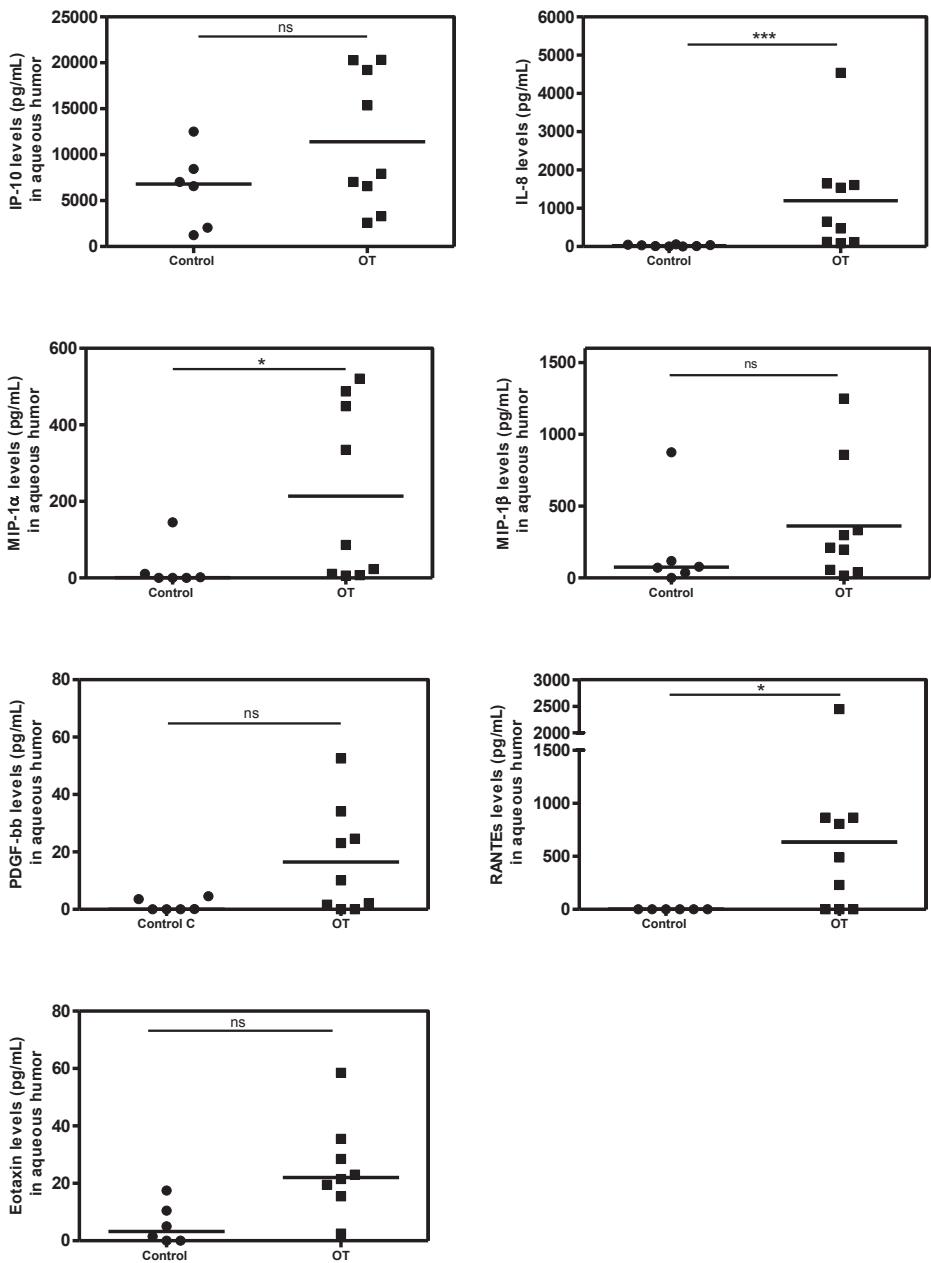 IP-10 levels (pg/mL)
in aqueous humor
25000
20000
15000
10000
5000
0
ns
Control
OT
IL-8 levels (pg/mL)
6000
5000
4000
3000
2000
1000
0
***
Control
OT
MIP-1α levels (pg/mL)
in aqueous humor
600
400
200
0
*
Control
OT
MIP-1β levels (pg/mL)
in aqueous humor
1500
1000
500
0
ns
Control
OT
PDGF-bb levels (pg/mL)
in aqueous humor
80
60
40
20
0
ns
Control C
OT
RANTEs levels (pg/mL)
in aqueous humor
3000
2500
2000
1500
1000
500
0
*
Control
OT
Eotaxin levels (pg/mL)
in aqueous humor
80
60
40
20
0
ns
Control
OT